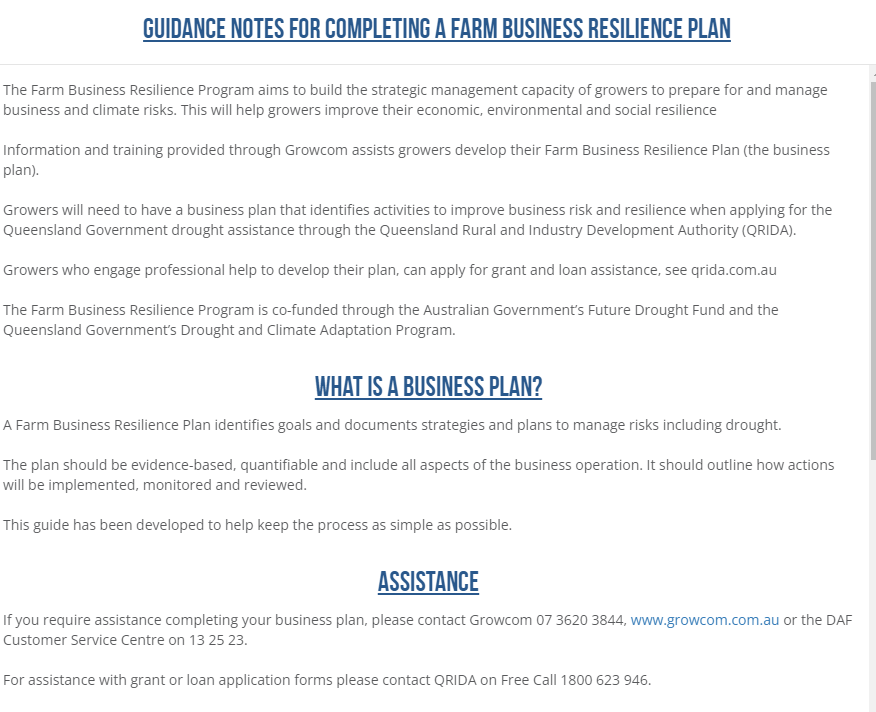 GUIDANCE NOTES FOR COMPLETING A FARM BUSINESS RESILIENCE PLAN
The Farm Business Resilience Program aims to build the strategic management capacity of growers to prepare for and manage
business and climate risks. This will help growers improve their economic, environmental and social resilience
Information and training provided through Growcom assists growers develop their Farm Business Resilience Plan (the business
plan).
Growers will need to have a business plan that identifies activities to improve business risk and resilience when applying for the
Queensland Government drought assistance through the Queensland Rural and Industry Development Authority (QRIDA).
Growers who engage professional help to develop their plan, can apply for grant and loan assistance, see qrida.com.au
The Farm Business Resilience Program is co-funded through the Australian Government's Future Drought Fund and the
Queensland Government's Drought and Climate Adaptation Program.
WHAT IS A BUSINESS PLAN?
A Farm Business Resilience Plan identifies goals and documents strategies and plans to manage risks including drought.
The plan should be evidence-based, quantifiable and include all aspects of the business operation. It should outline how actions
will be implemented, monitored and reviewed.
This guide has been developed to help keep the process as simple as possible.
ASSISTANCE
If you require assistance completing your business plan, please contact Growcom 07 3620 3844, www.growcom.com.au or the DAF
Customer Service Centre on 13 25 23.
For assistance with grant or loan application forms please contact QRIDA on Free Call 1800 623 946.